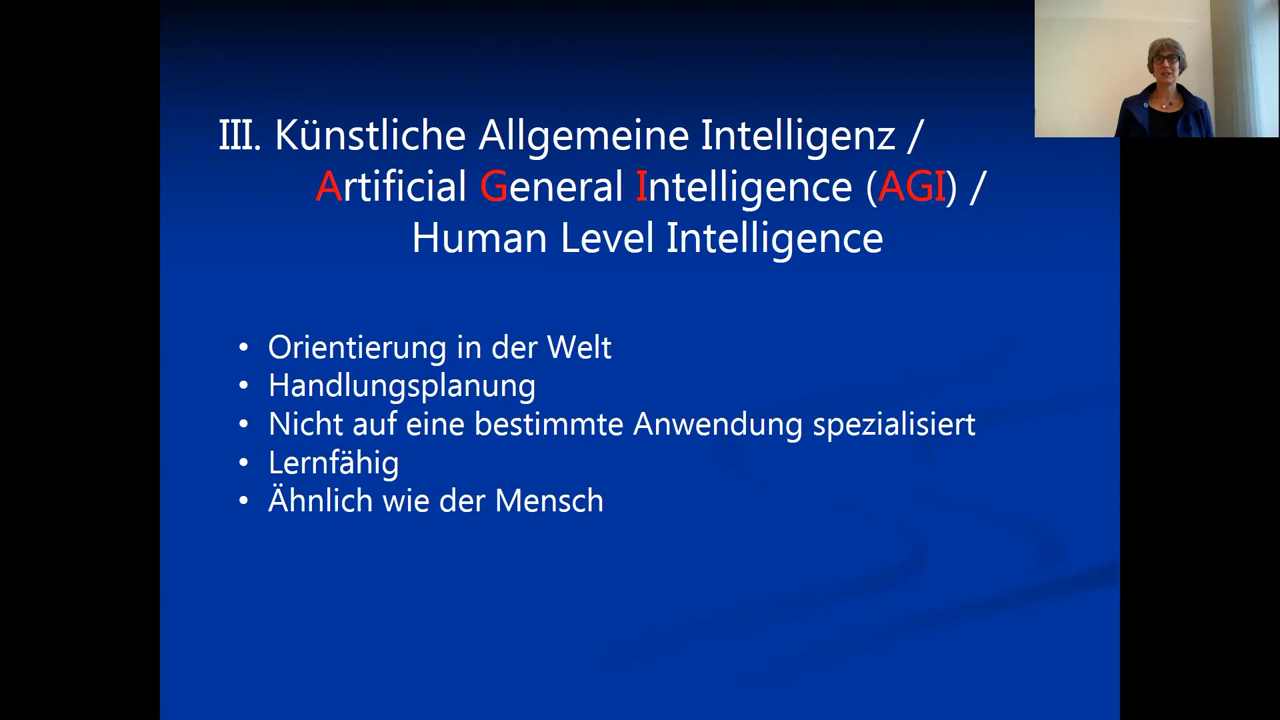 III. Künstliche Allgemeine Intelligenz /
Artificial General Intelligence (AGI) /
Human Level Intelligence
• Orientierung in der Welt
• Handlungsplanung
• Nicht auf eine bestimmte Anwendung spezialisiert
• Lernfähig
• Ähnlich wie der Mensch